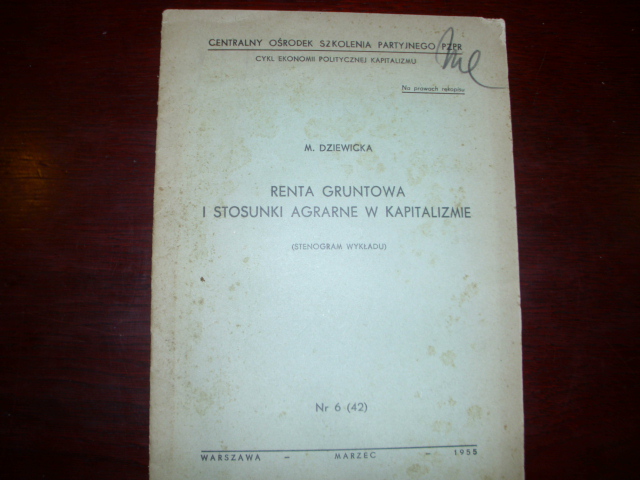 CENTRALNY OŚRODEK SZKOLENIA PARTYJNEGO PZPR
CYKL EKONOMII POLITYCZNEJ KAPITALIZMU
Na prawach rękopisu
M. DZIEWICKA
RENTA GRUNTOWA
I STOSUNKI AGRARNE W KAPITALIZMIE
(STENOGRAM WYKŁADU)
Nr 6 (42)
WARSZAWA – MARZEC – 1955